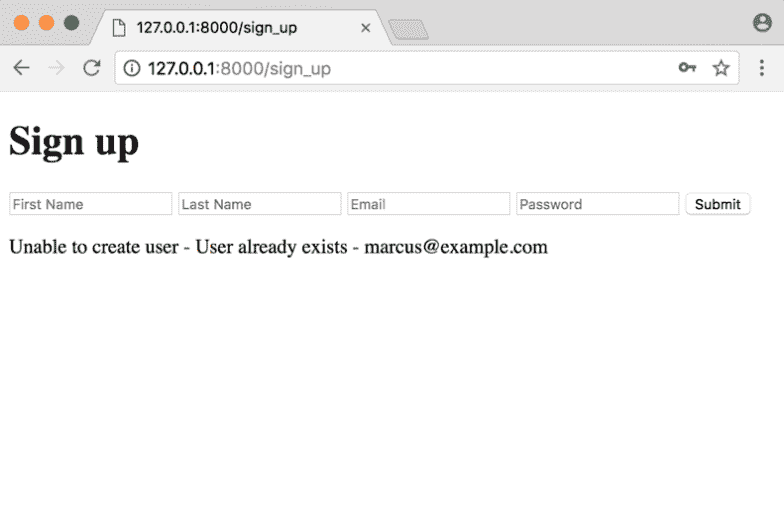 127.0.0.1:8000/sign_up
127.0.0.1:8000/sign_up
Sign up
First Name Last Name Email Password Submit
Unable to create user - User already exists - marcus@example.com